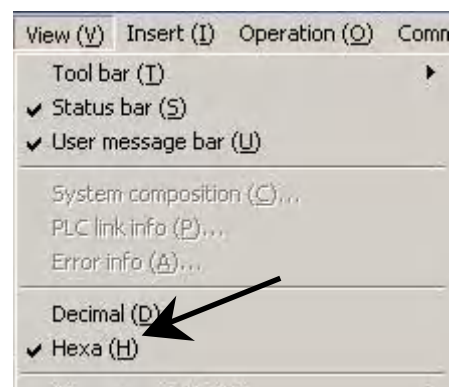 View (V) Insert (I) Operation (O) Comm
Tool bar (T)
Status bar (S)
User message bar (U)
System composition (C)...
PLC link info (P)...
Error info (A)...
Decimal (D)
Hexa (H)